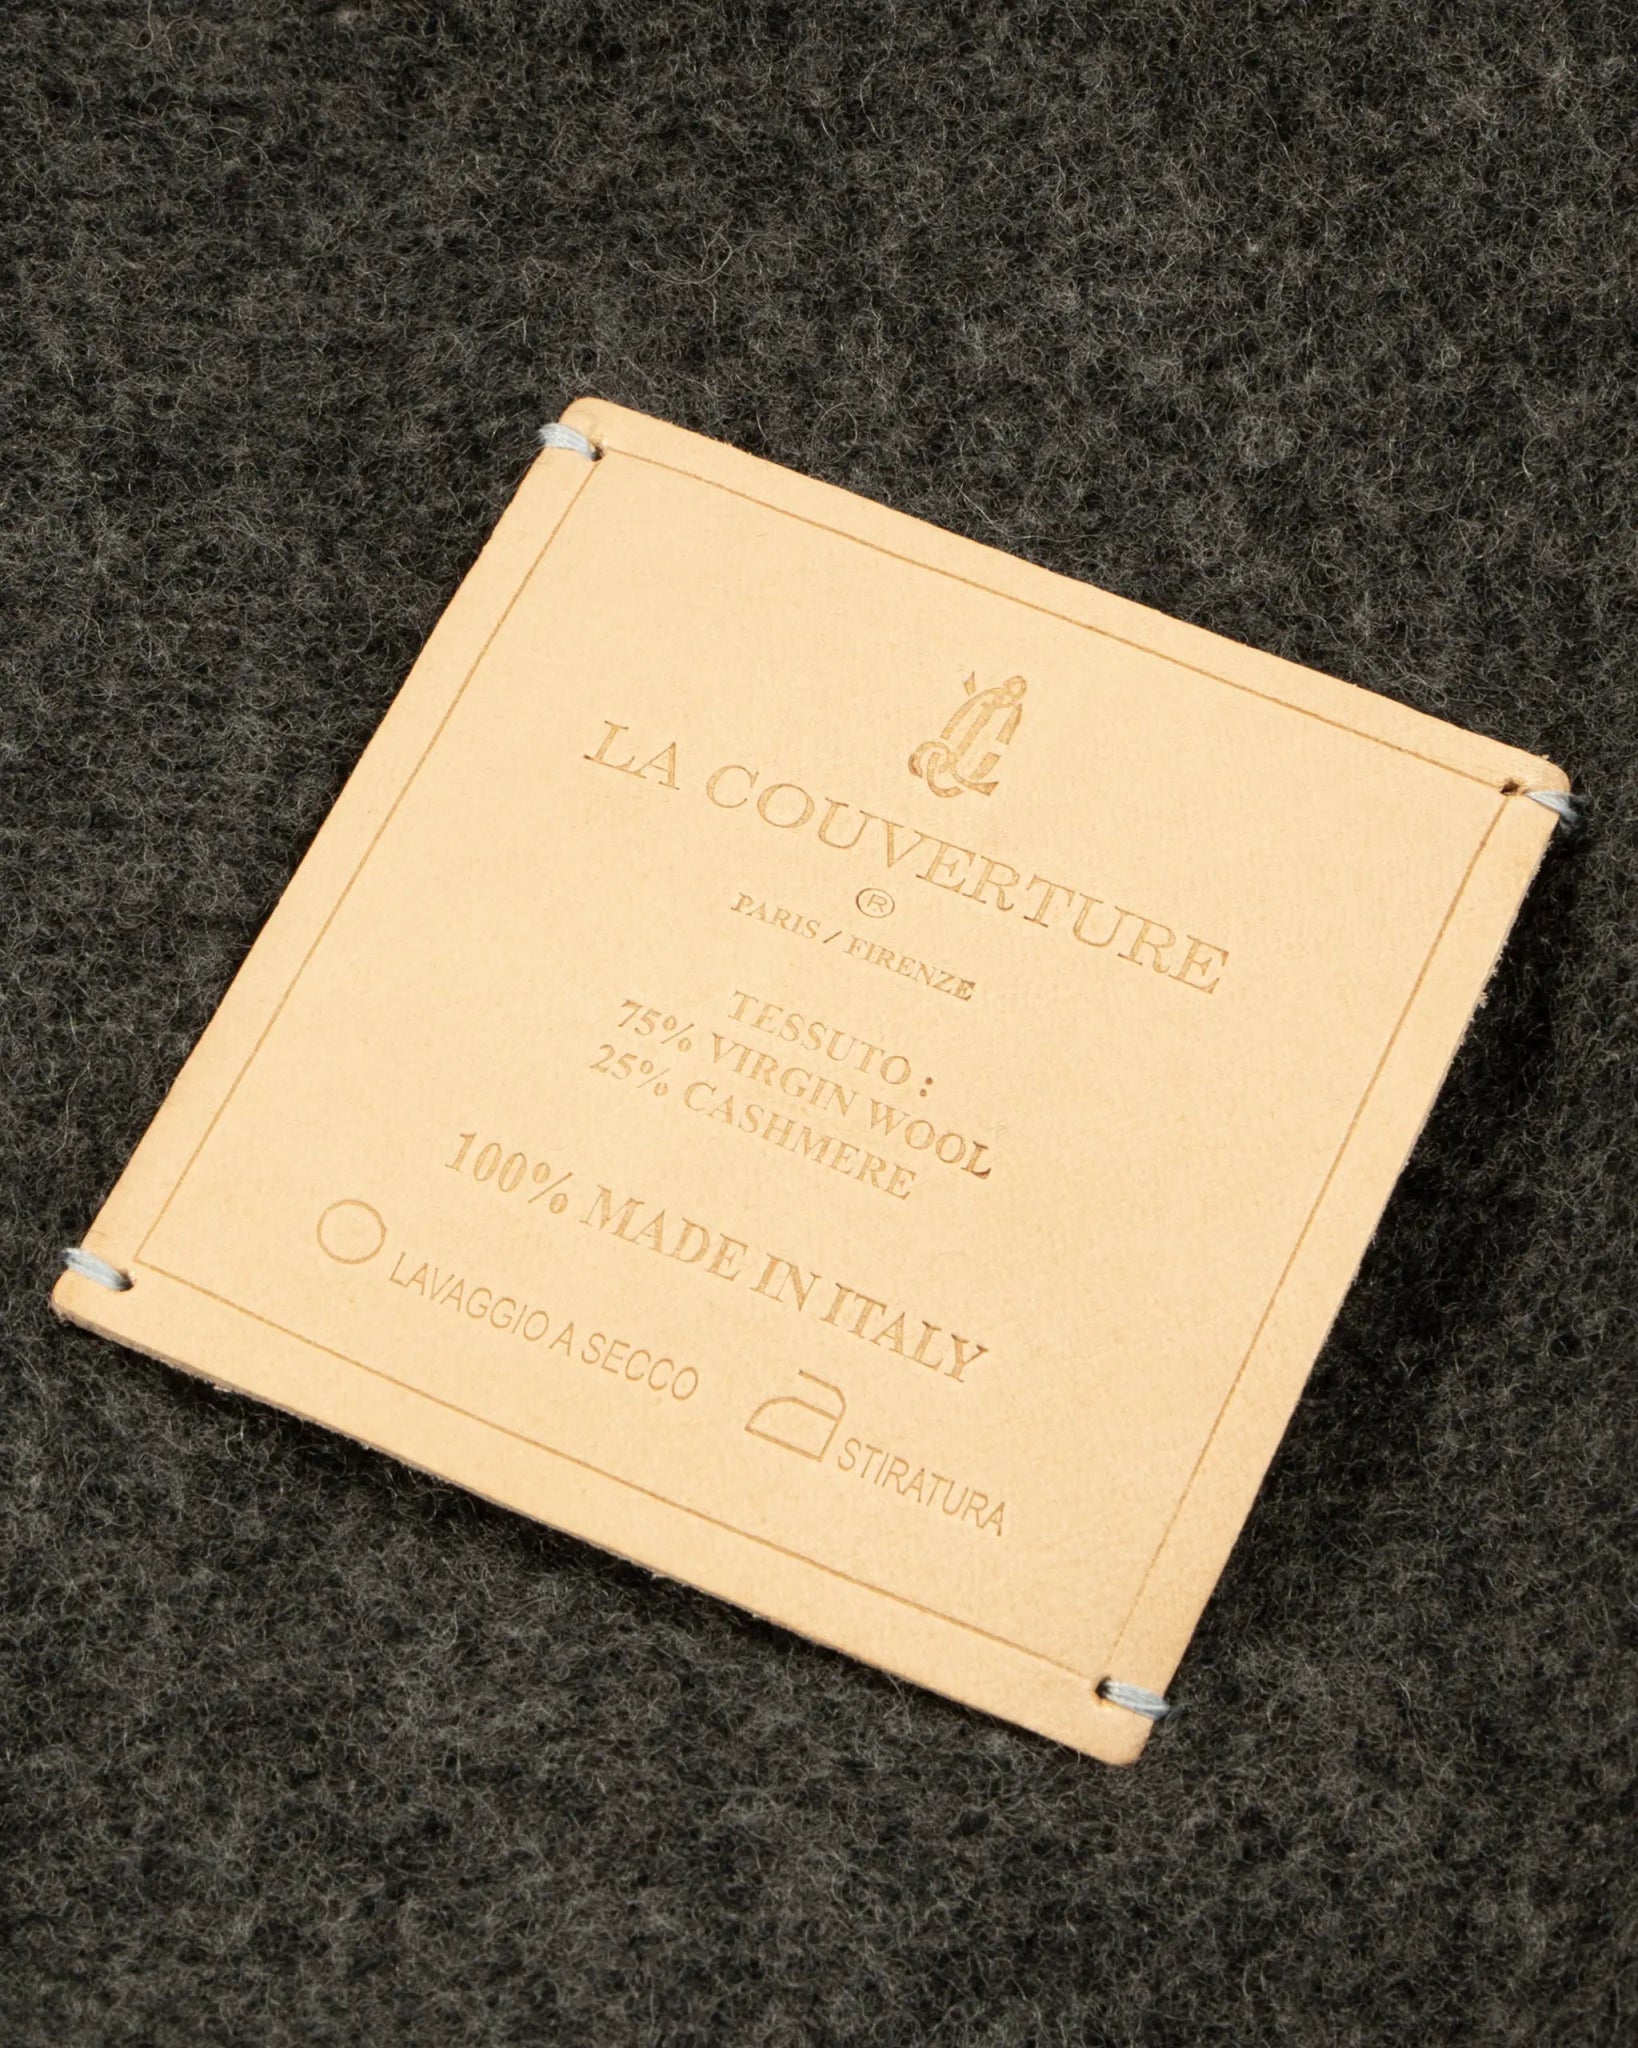 LA COUVERTURE
®
PARIS / FIRENZE
TESSUTO :
75% VIRGIN WOOL
25% CASHMERE
100% MADE IN ITALY
LAVAGGIO A SECCO
STIRATURA